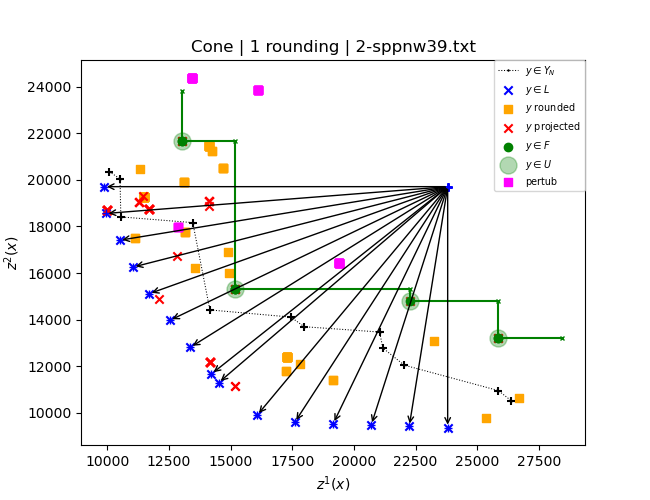 Cone | 1 rounding | 2-sppnw39.txt
y ∈ Y_N
y ∈ L
y rounded
y projected
y ∈ F
y ∈ U
pertub
24000
22000
20000
18000
16000
14000
12000
10000
z²(x)
10000 12500 15000 17500 20000 22500 25000 27500
z¹(x)